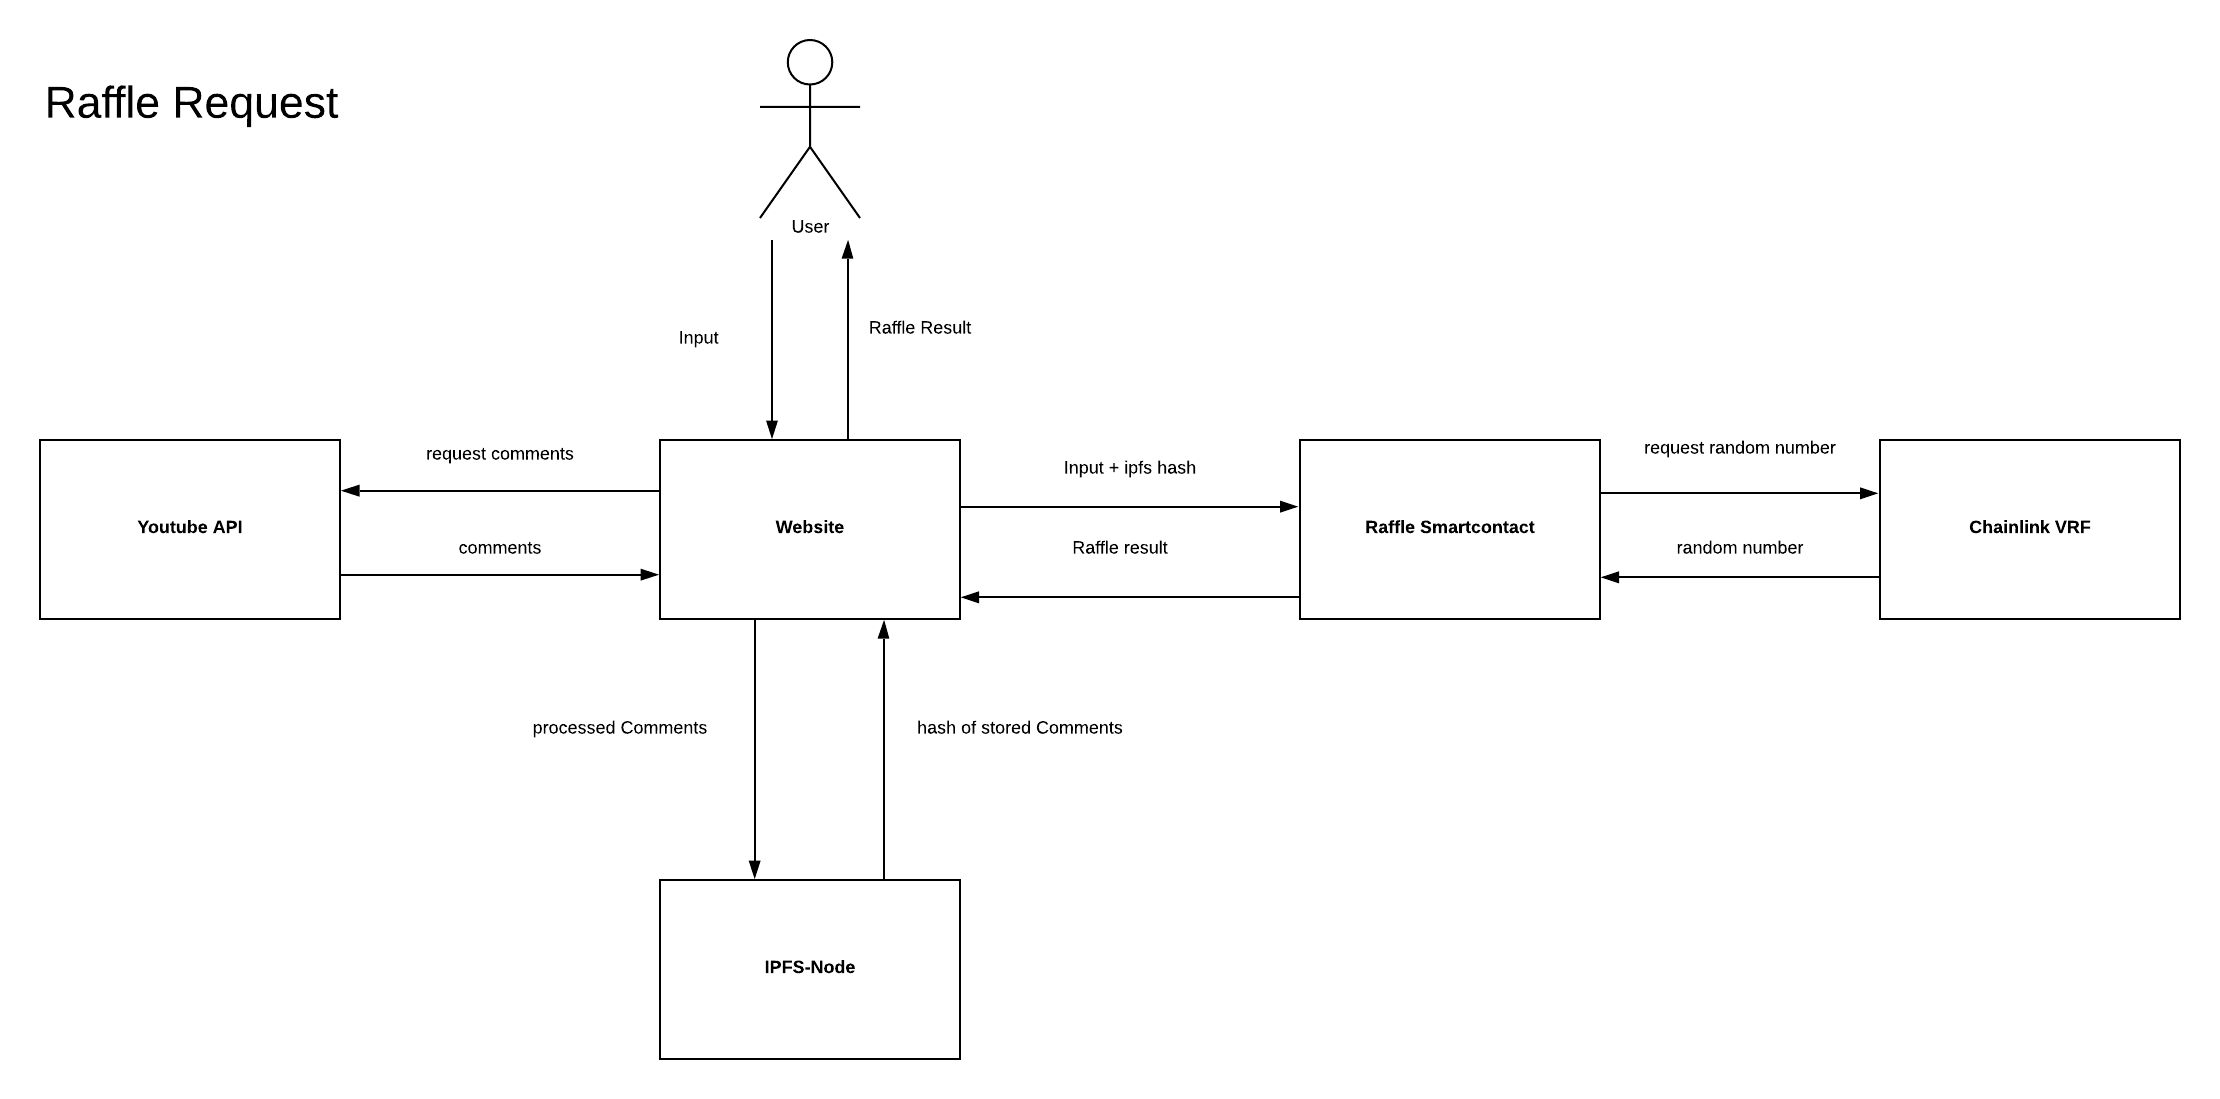 Raffle Request
User
Input
Raffle Result
request comments
Input + ipfs hash
request random number
Youtube API
Website
Raffle Smartcontact
Chainlink VRF
comments
Raffle result
random number
processed Comments
hash of stored Comments
IPFS-Node